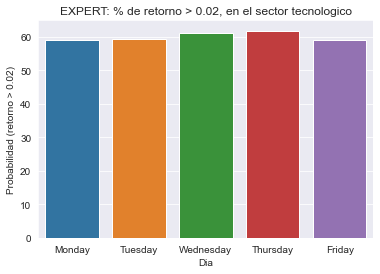 EXPERT: % de retorno > 0.02, en el sector tecnologico
Probabilidad (retorno > 0.02)
60
50
40
30
20
10
0
Monday Tuesday Wednesday Thursday Friday
Dia